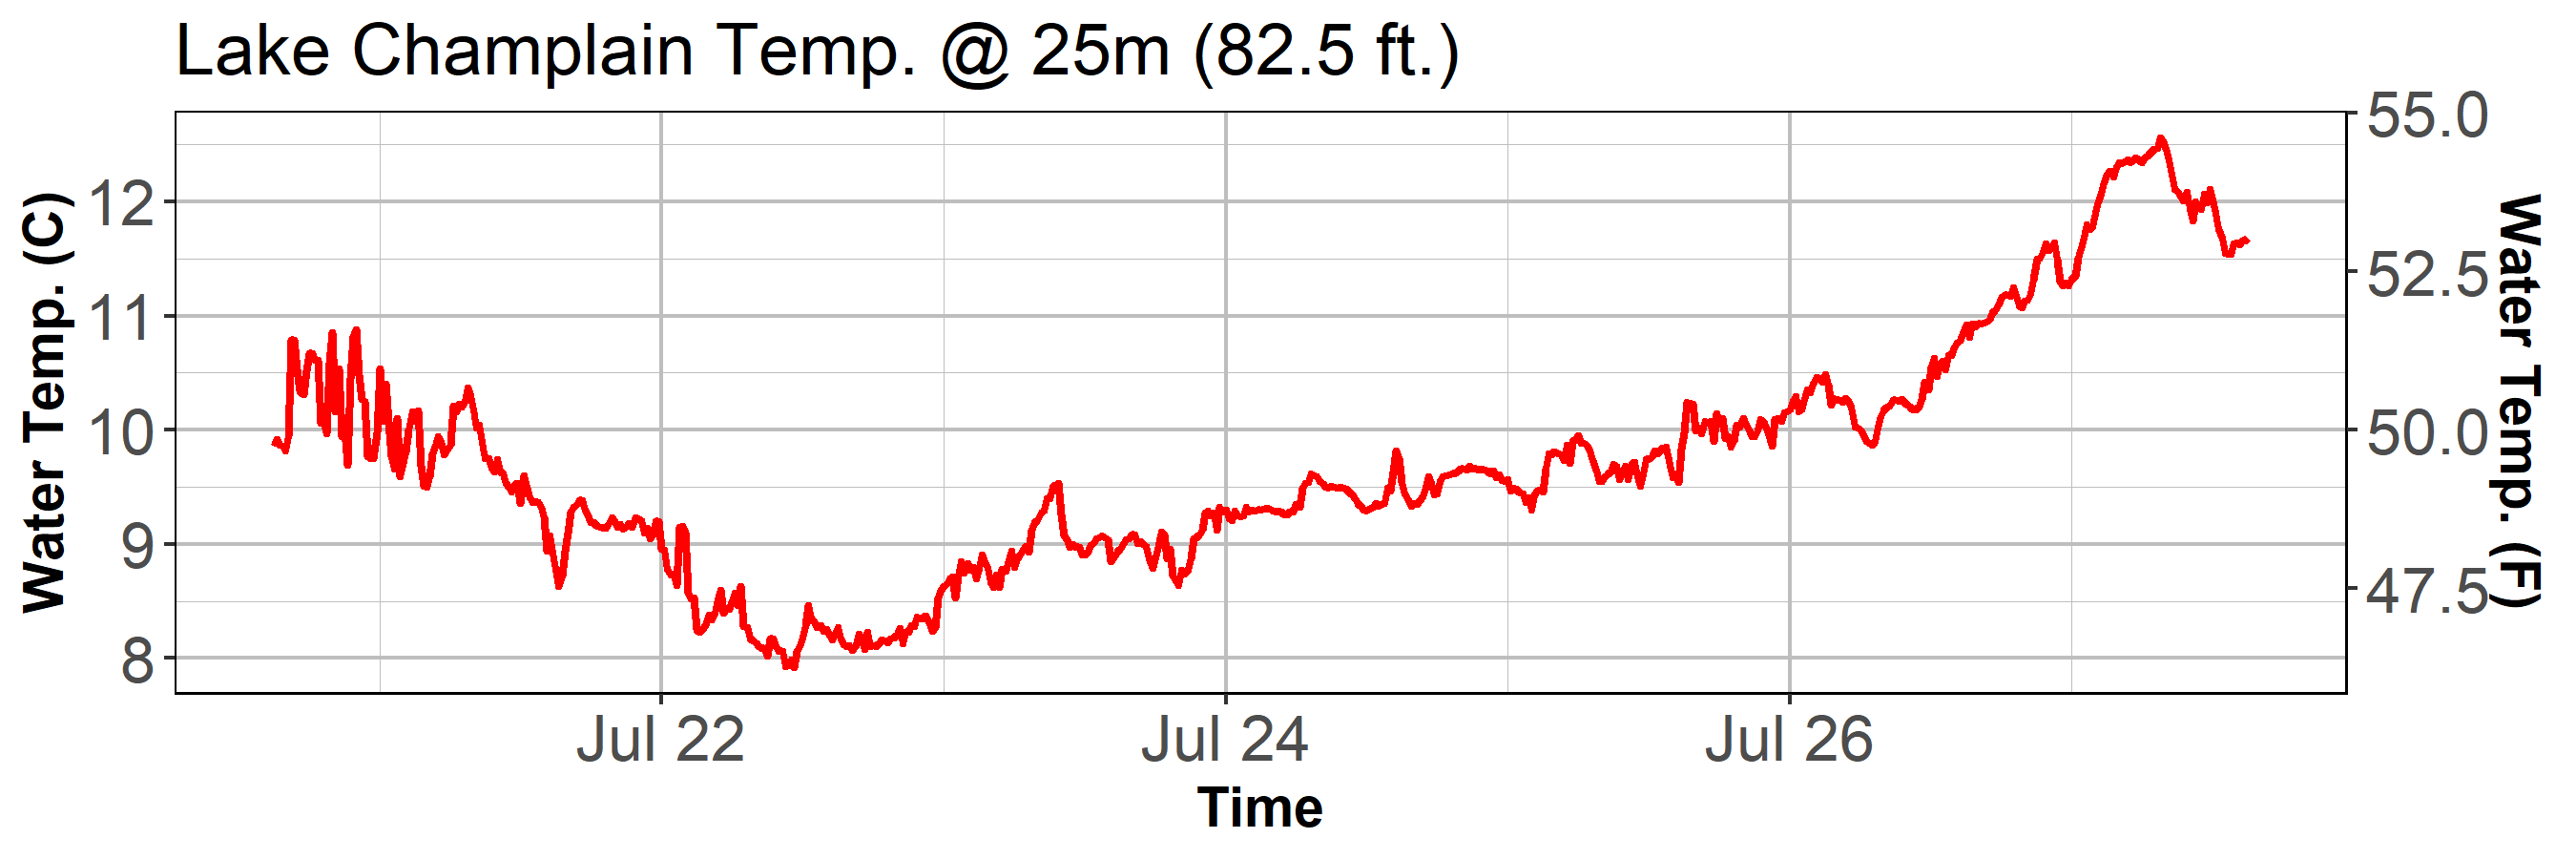 Lake Champlain Temp. @ 25m (82.5 ft.)
Water Temp. (C)
12
11
10
9
8
55.0
52.5
50.0
47.5
Water Temp. (F)
Jul 22 Jul 24 Jul 26
Time